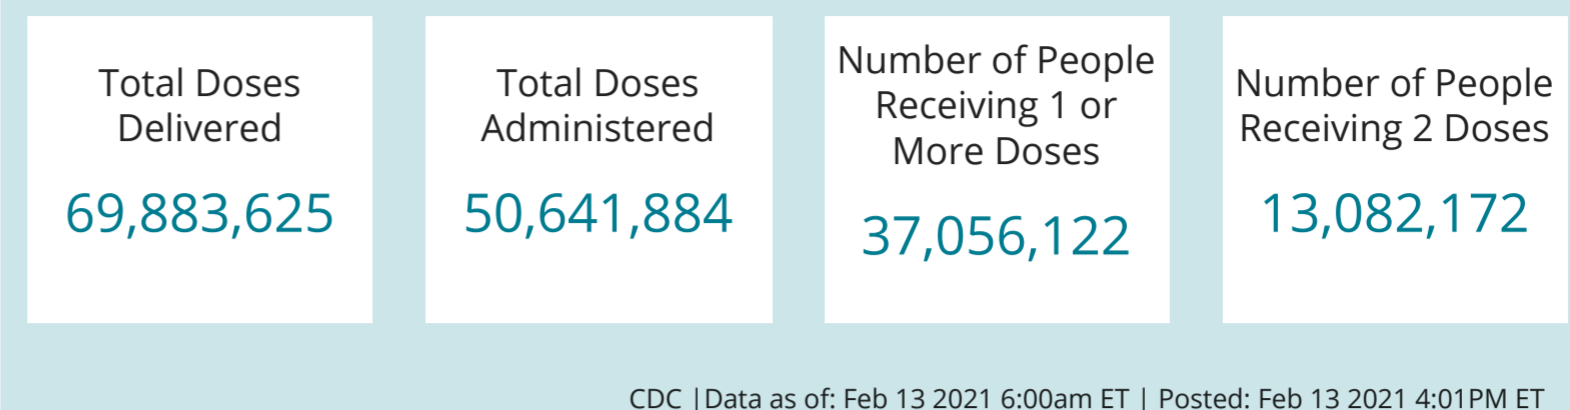 Total Doses
Delivered
69,883,625
Total Doses
Administered
50,641,884
Number of People
Receiving 1 or
More Doses
37,056,122
Number of People
Receiving 2 Doses
13,082,172
CDC |Data as of: Feb 13 2021 6:00am ET | Posted: Feb 13 2021 4:01PM ET